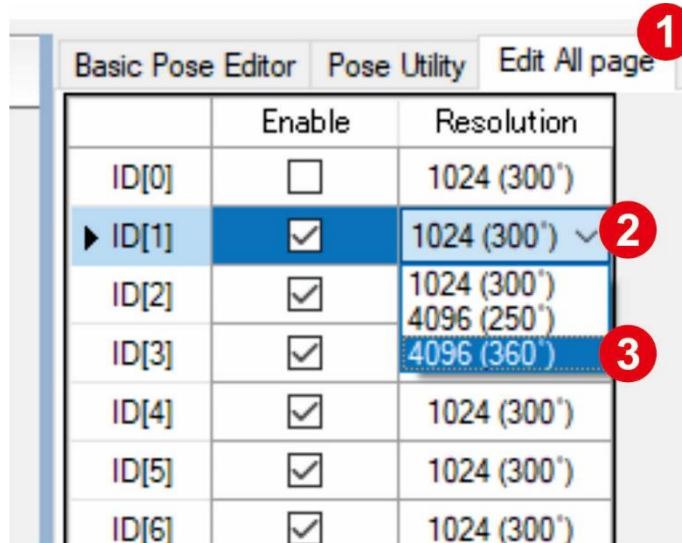 1
Basic Pose Editor Pose Utility Edit All page
Enable Resolution
ID[0] 1024 (300°)
ID[1] 1024 (300°) 2
ID[2] 1024 (300°)
4096 (250°)
ID[3] 4096 (360°) 3
ID[4] 1024 (300°)
ID[5] 1024 (300°)
ID[6] 1024 (300°)